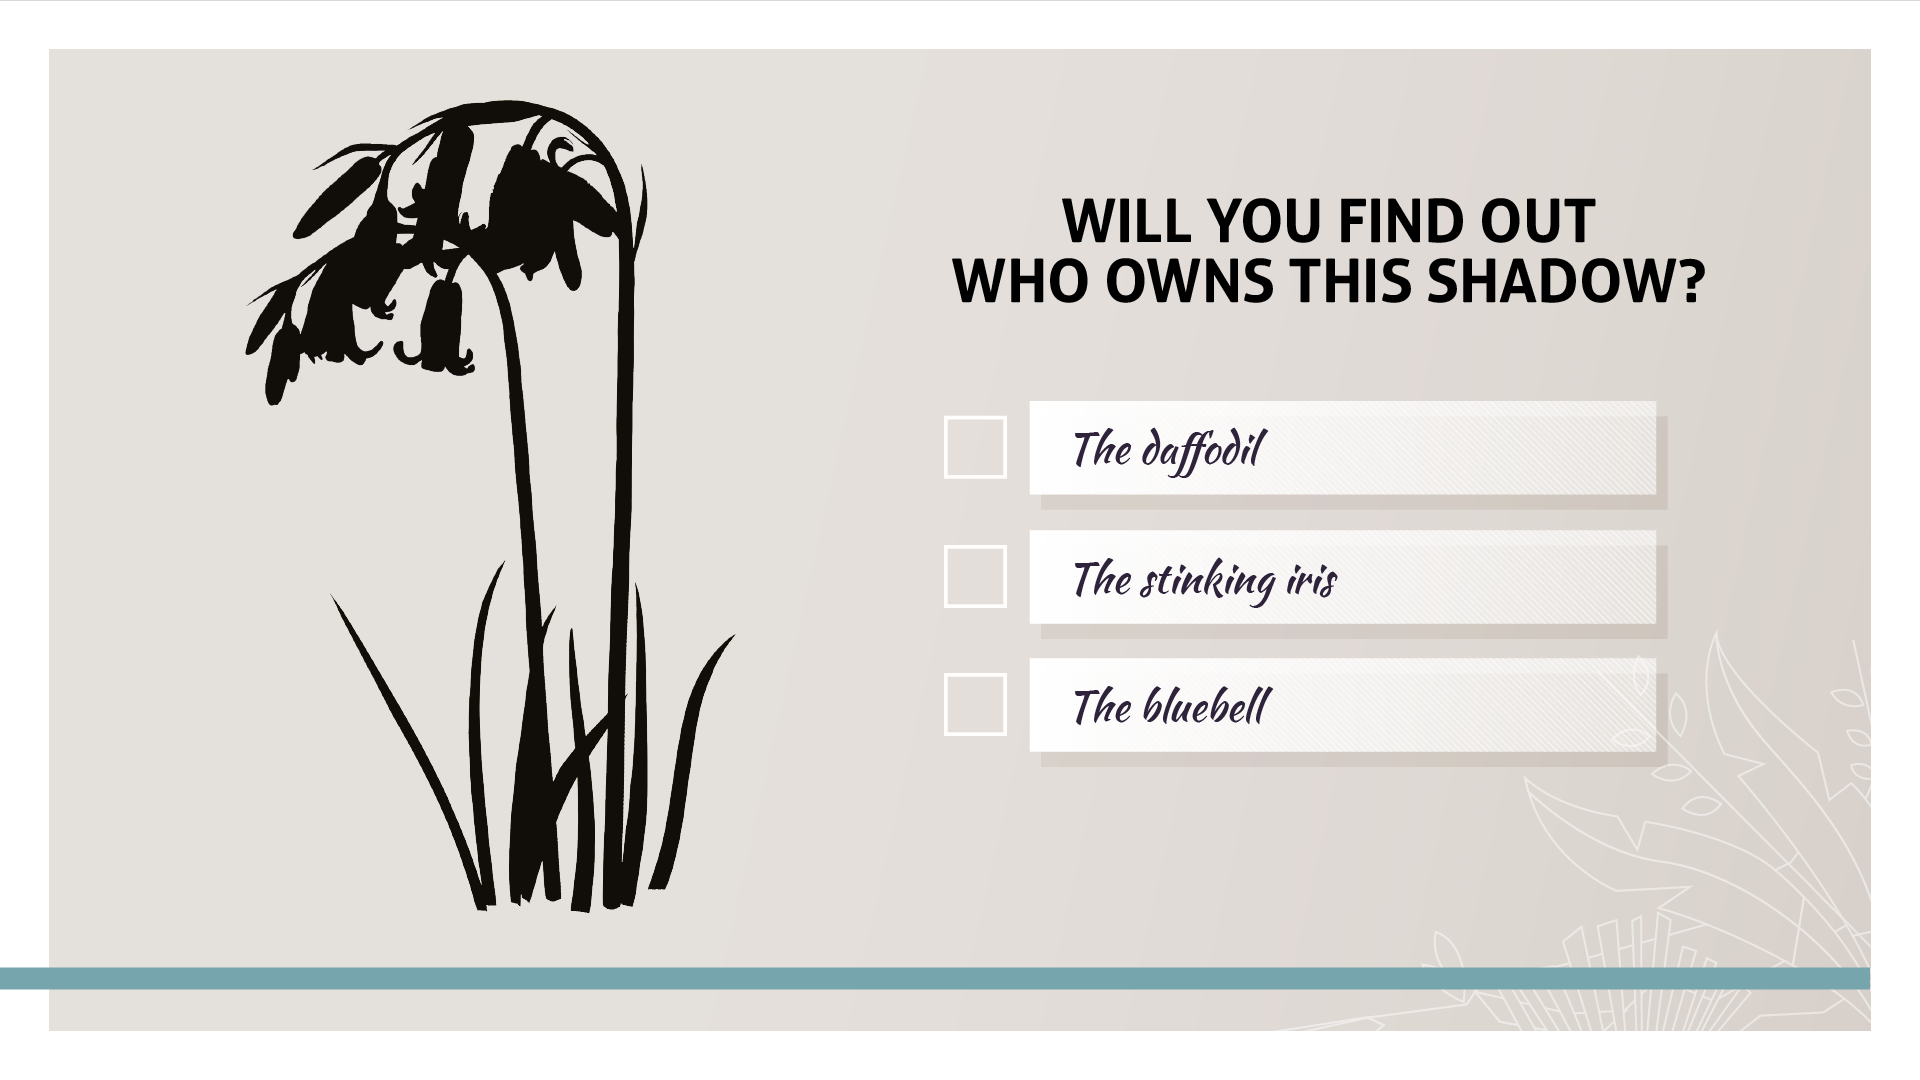 WILL YOU FIND OUT
WHO OWNS THIS SHADOW?
The daffodil
The stinking iris
The bluebell